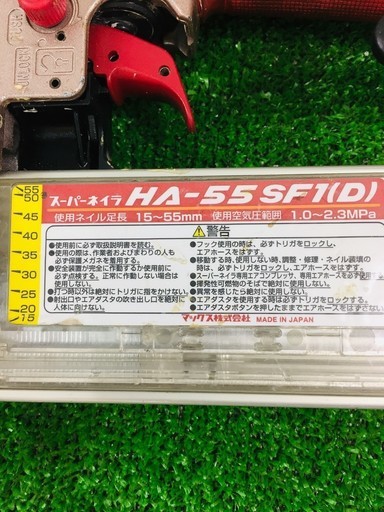 スーパーネイラ HA-55SF1(D)
使用ネイル足長 15～55mm 使用空気圧範囲 1.0～2.3MPa
⚠警告
●使用前に必ず取扱説明書を読む。
●使用の際は、作業者およびまわりの人も
必ず保護メガネを着用する。
●安全装置が完全に作動するか使用前に
必ず点検する。正常に作動しない場合は
使用しない。
●打つ時以外は絶対にトリガに指をかけない。
●射出口やエアダスタの吹き出し口を絶対に
人体に向けない。
●フック使用の時は、必ずトリガをロックし、
エアホースをはずす。
●移動する時、使用しない時、調整・修理・ネイル装填の
時は、必ずトリガをロックし、エアホースをはずす。
●スーパーネイラ専用エアコンプレッサ、専用エアホースを使用する。
●揮発性可燃物のそばで絶対に使用しない。
●異常を感じたら絶対に使用しない。
●エアダスタを使用する時は必ずトリガをロックする。
●エアダスタボタンを押したままでエアホースをはずさない。
マックス株式会社 MADE IN JAPAN
55
50
45
40
35
30
25
20
15